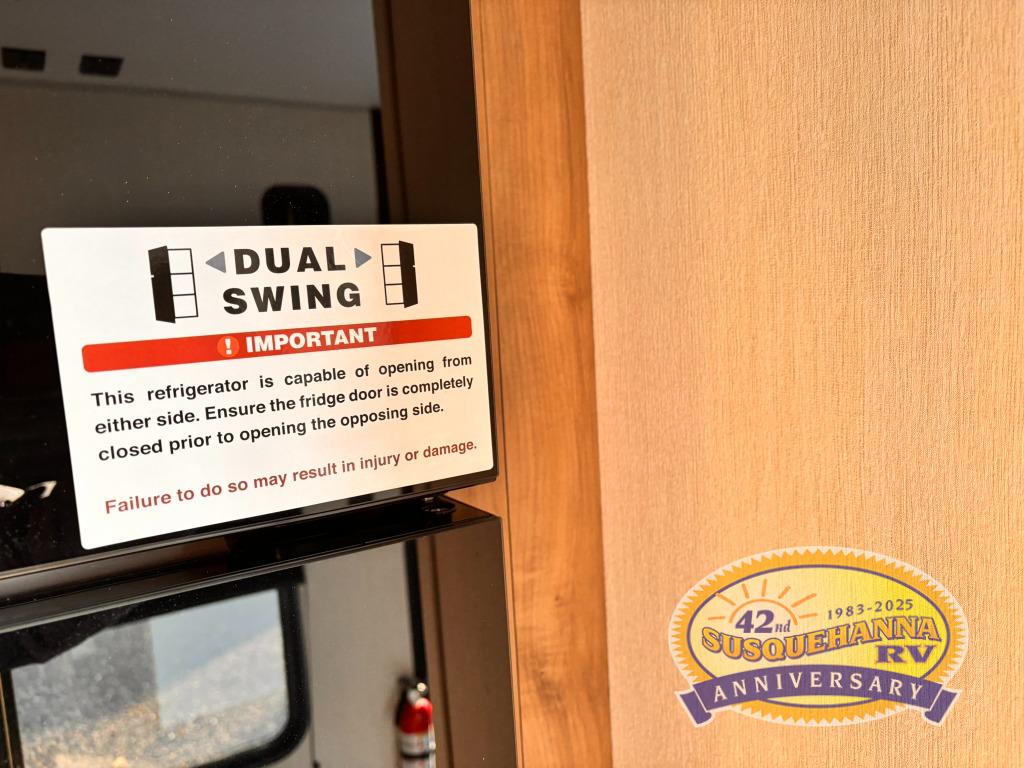 DUAL
SWING
! IMPORTANT
This refrigerator is capable of opening from
either side. Ensure the fridge door is completely
closed prior to opening the opposing side.
Failure to do so may result in injury or damage.
42nd 1983-2025
SUSQUEHANNA
RV
ANNIVERSARY